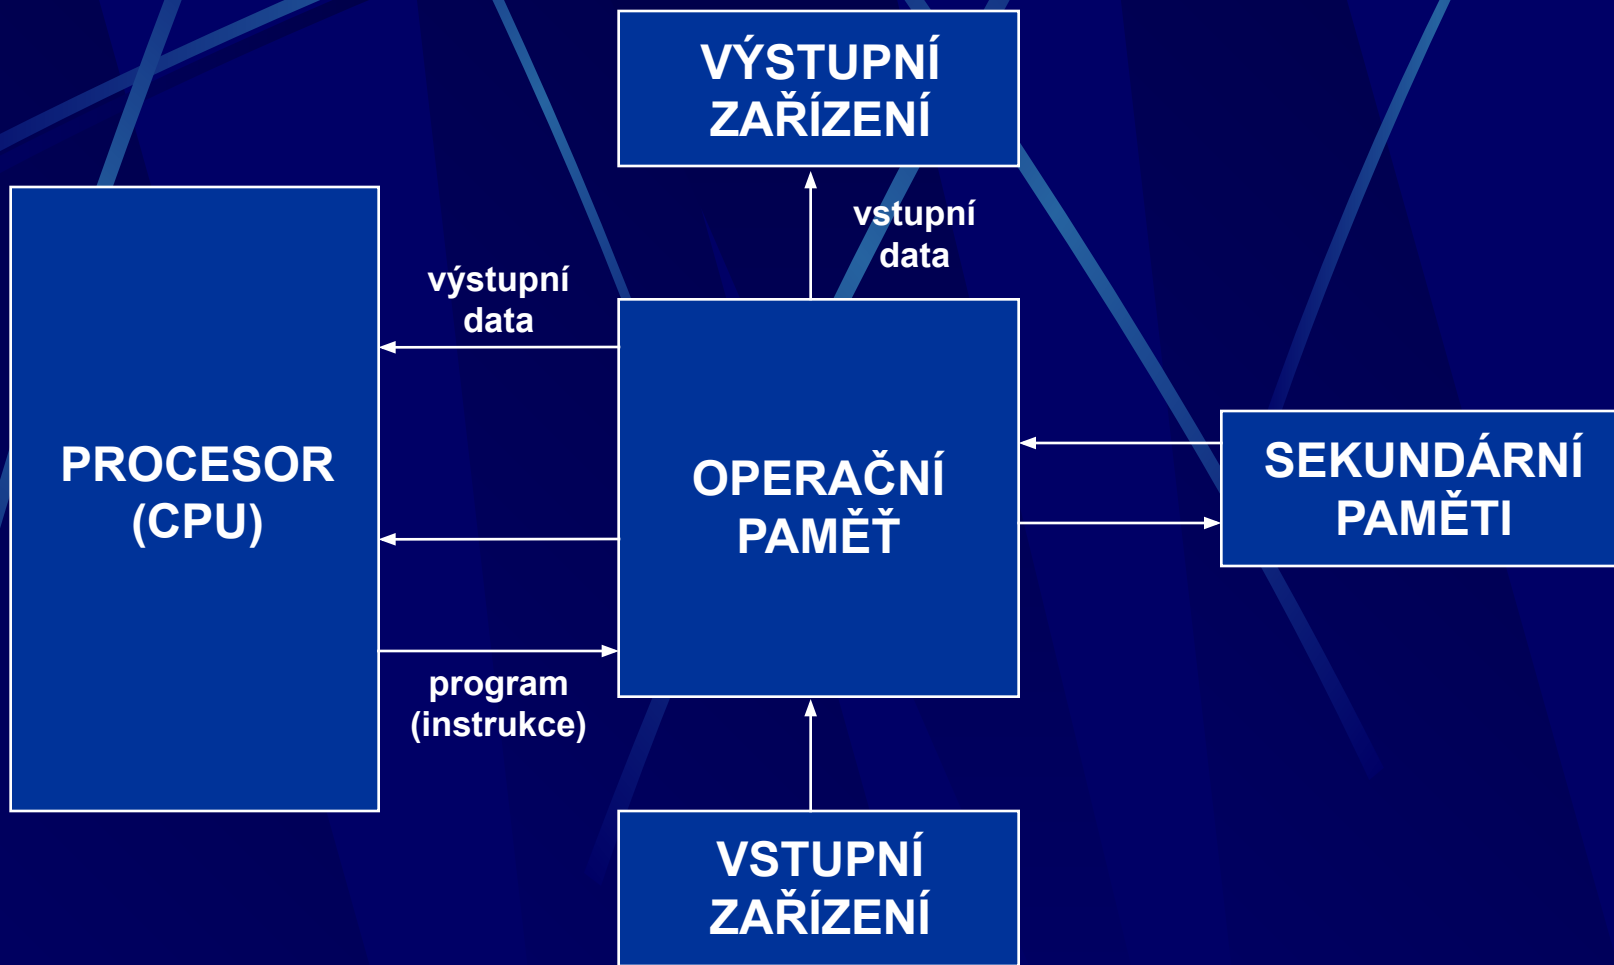 VÝSTUPNÍ
ZAŘÍZENÍ
vstupní
data
výstupní
data
PROCESOR
(CPU)
OPERAČNÍ
PAMĚŤ
SEKUNDÁRNÍ
PAMĚTI
program
(instrukce)
VSTUPNÍ
ZAŘÍZENÍ